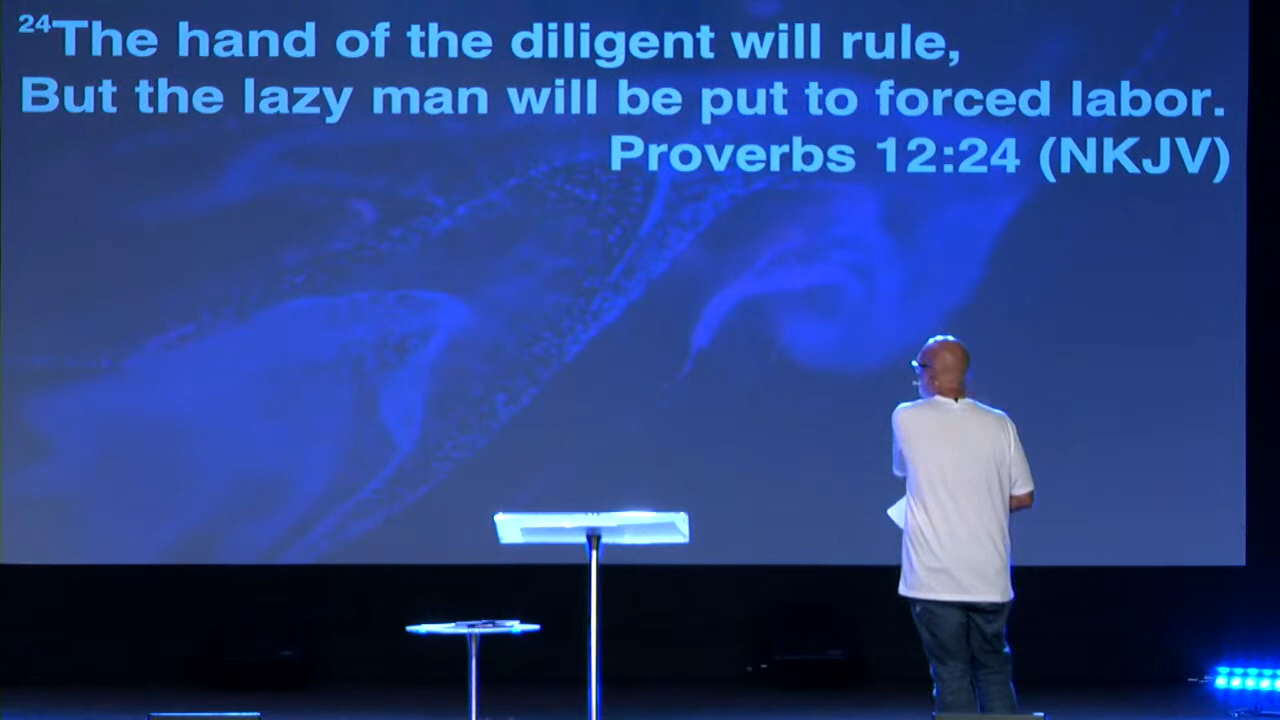 24The hand of the diligent will rule,
But the lazy man will be put to forced labor.
Proverbs 12:24 (NKJV)